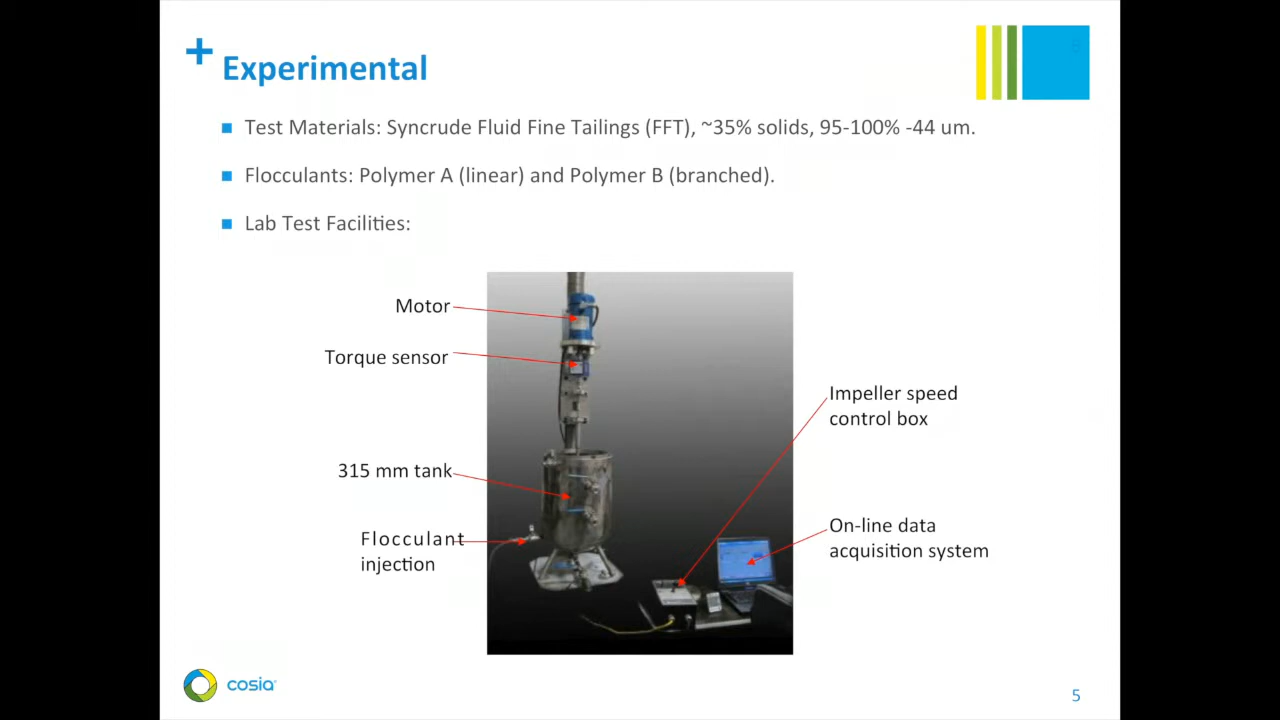 + Experimental
Test Materials: Syncrude Fluid Fine Tailings (FFT), ~35% solids, 95-100% -44 um.
Flocculants: Polymer A (linear) and Polymer B (branched).
Lab Test Facilities:
Motor
Torque sensor
Impeller speed
control box
315 mm tank
On-line data
acquisition system
Flocculant
injection
cosia
5